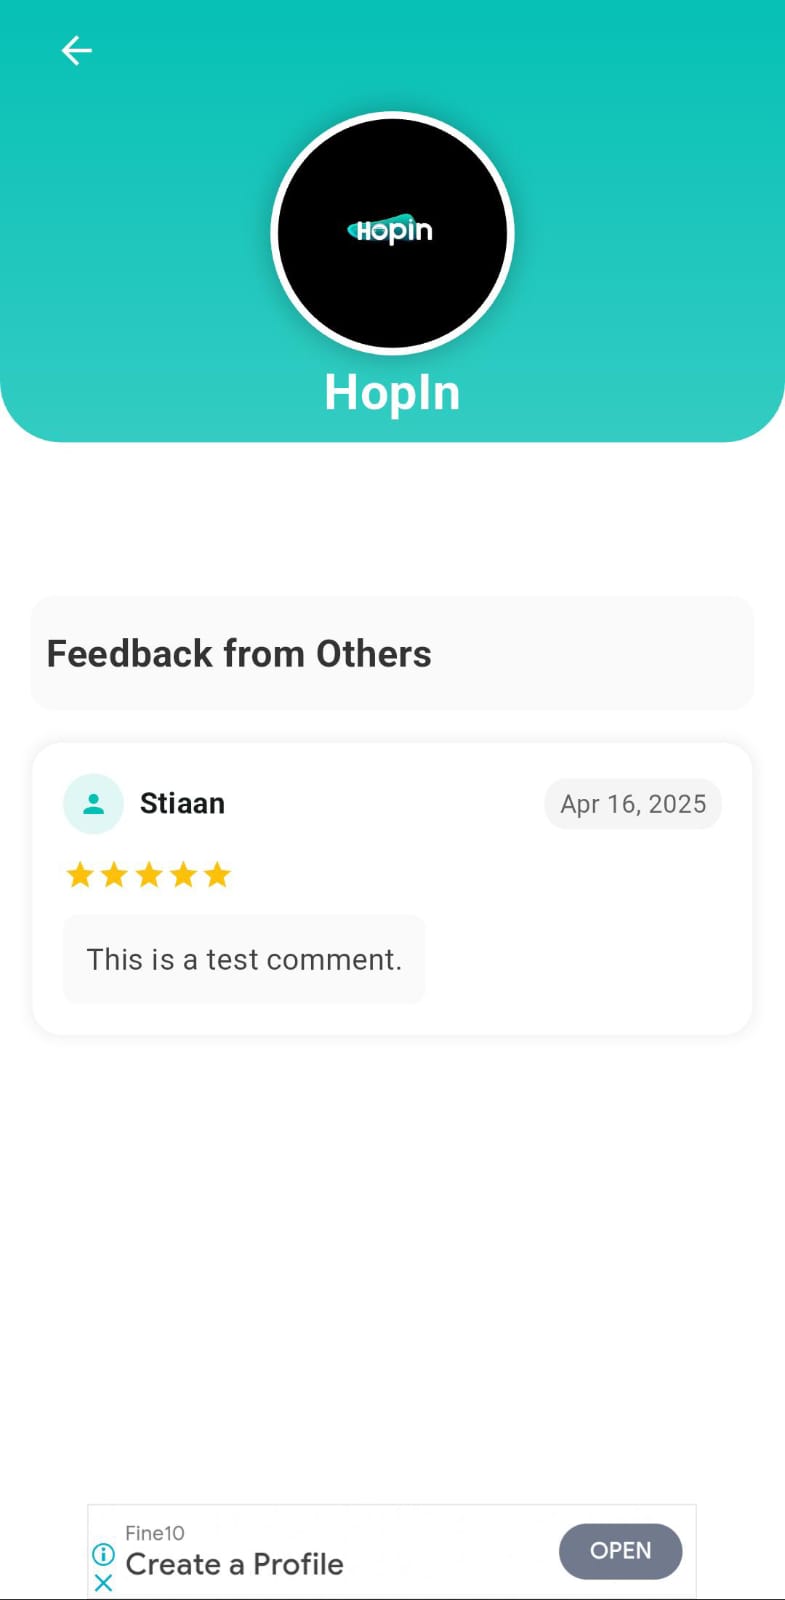 Hopin
HopIn
Feedback from Others
Stiaan
Apr 16, 2025
This is a test comment.
Fine10
Create a Profile
OPEN